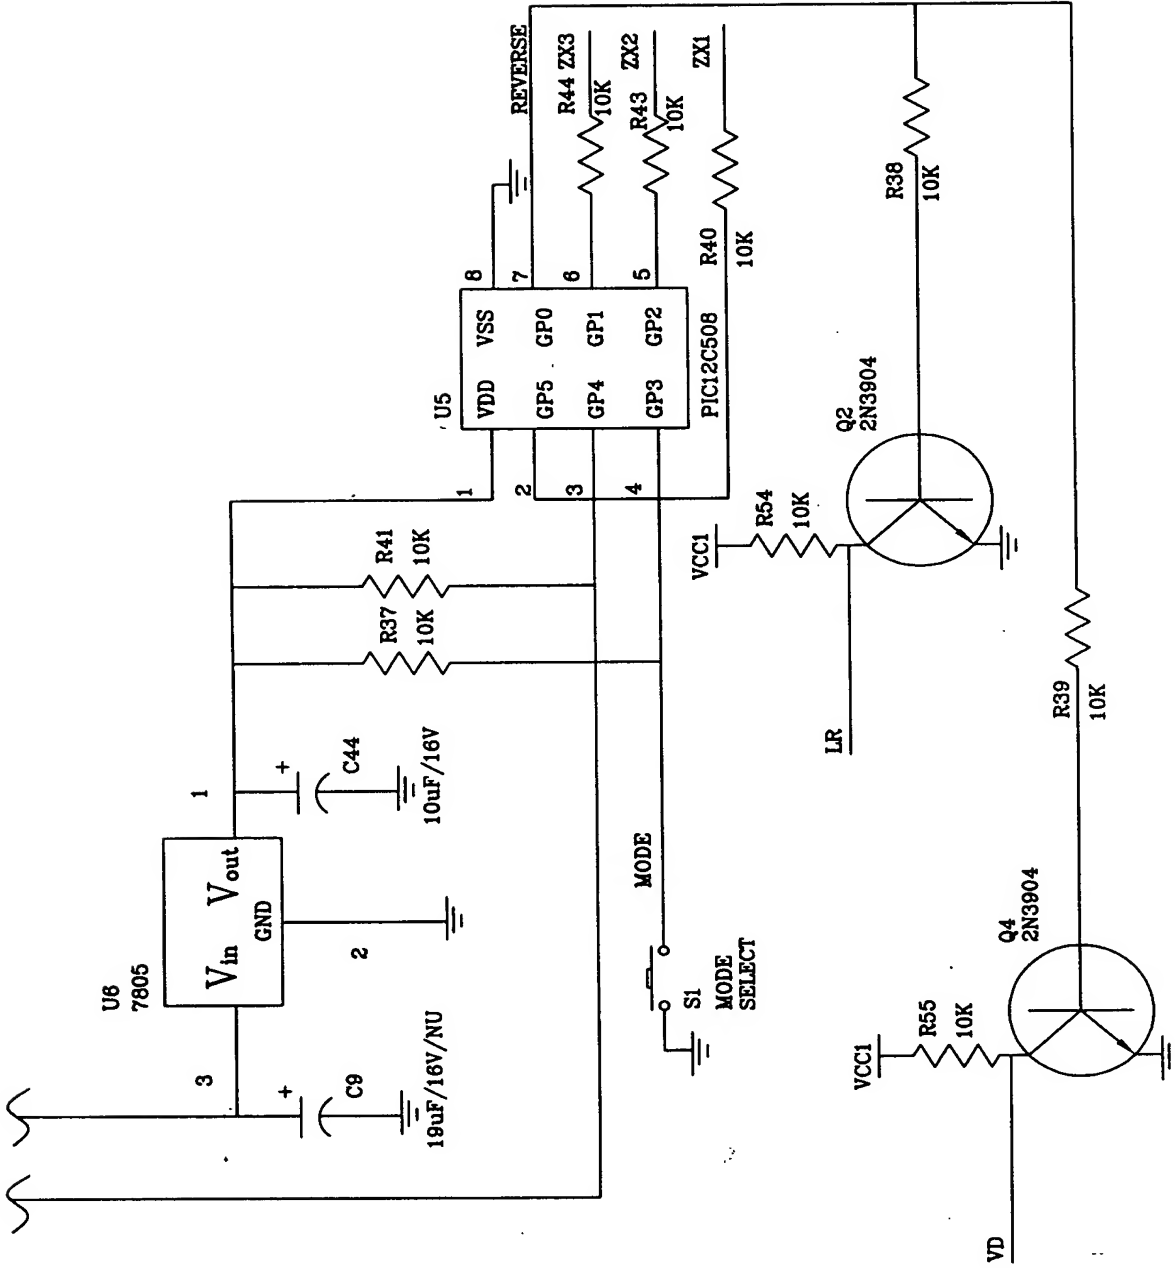 U6
7805
Vin
Vout
GND
3
1
2
+
C9
19uF/16V/NU
+
C44
10uF/16V
R37
10K
R41
10K
MODE
S1
MODE
SELECT
U5
VDD
VSS
GP5
GP0
GP4
GP1
GP3
GP2
PIC12C508
1
2
3
4
8
7
6
5
REVERSE
R44
ZX3
10K
R43
ZX2
10K
ZX1
R40
10K
R38
10K
Q2
2N3904
VCC1
R54
10K
LR
R39
10K
Q4
2N3904
VCC1
R55
10K
VD